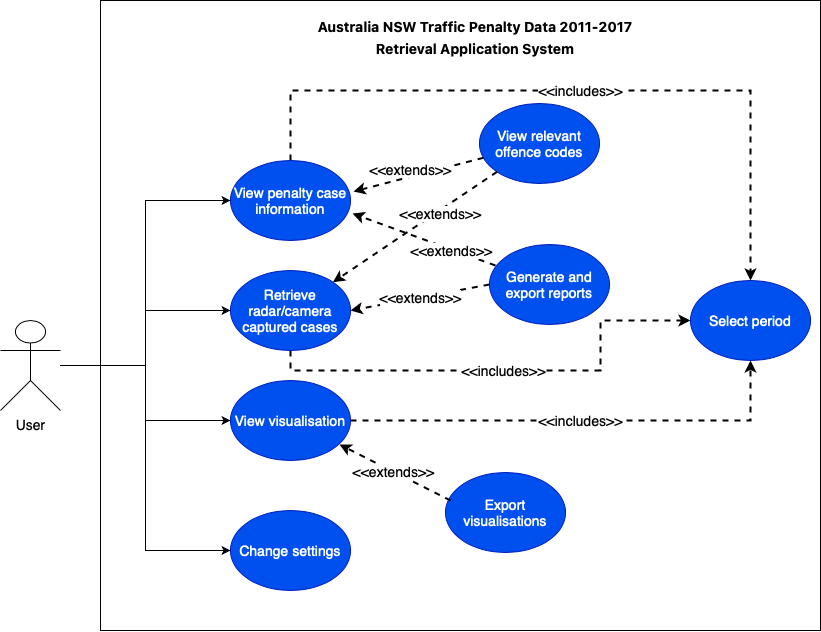 Australia NSW Traffic Penalty Data 2011-2017
Retrieval Application System
<<includes>>
View relevant
offence codes
<<extends>>
View penalty case
information
<<extends>>
<<extends>>
Generate and
export reports
<<extends>>
Retrieve
radar/camera
captured cases
Select period
<<includes>>
User
View visualisation
<<includes>>
<<extends>>
Export
visualisations
Change settings